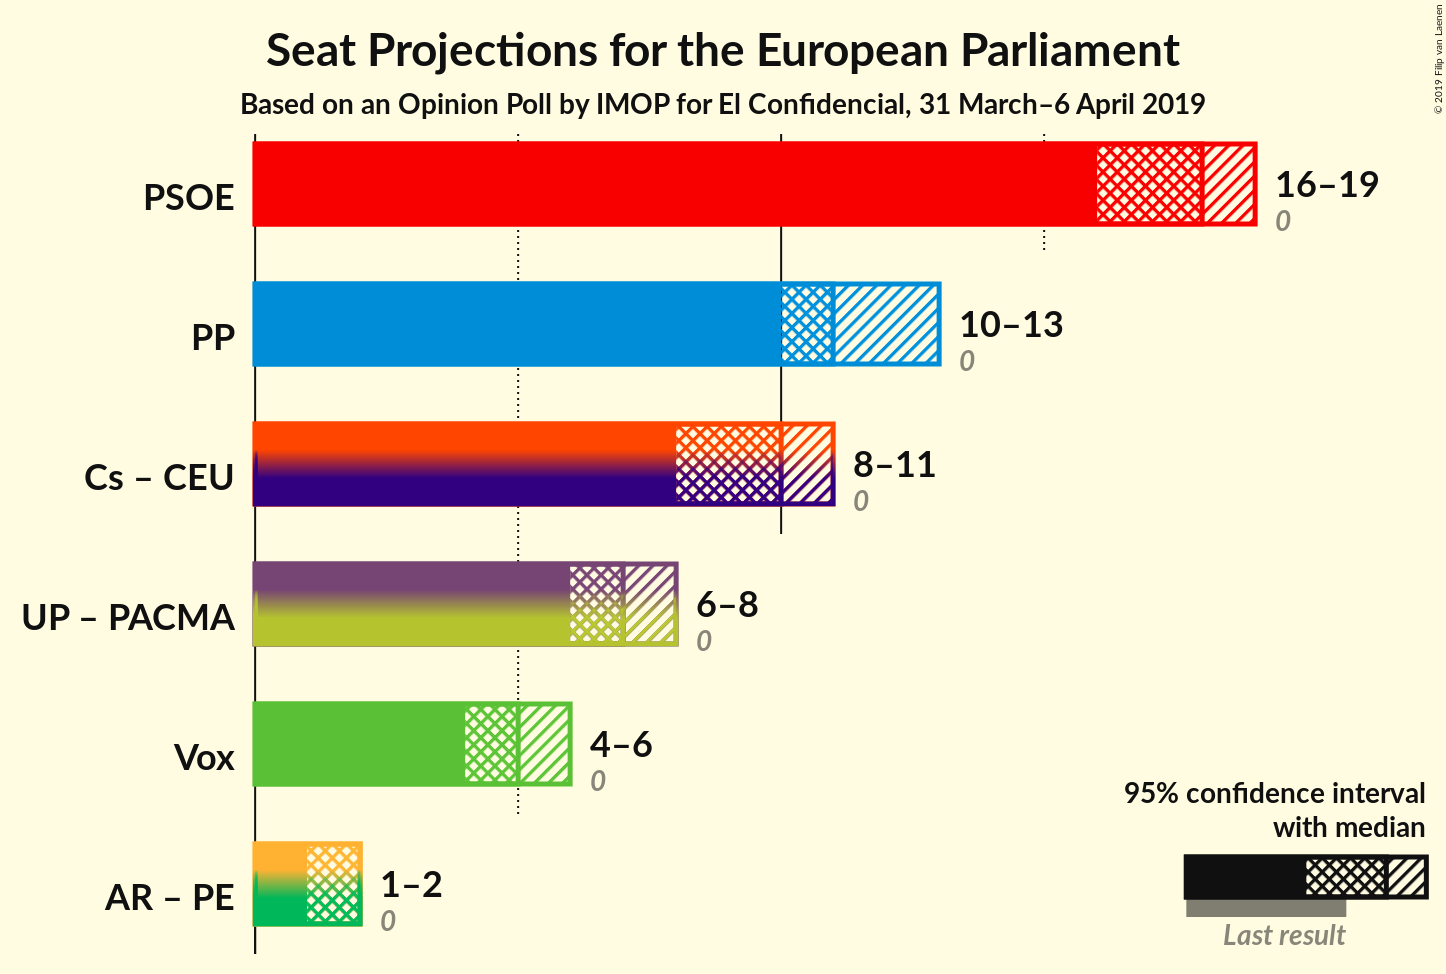 Seat Projections for the European Parliament
Based on an Opinion Poll by IMOP for El Confidencial, 31 March–6 April 2019
© 2019 Filip van Laenen
PSOE
16–19
0
PP
10–13
0
Cs – CEU
8–11
0
UP – PACMA
6–8
0
Vox
4–6
0
AR – PE
1–2
0
95% confidence interval
with median
Last result